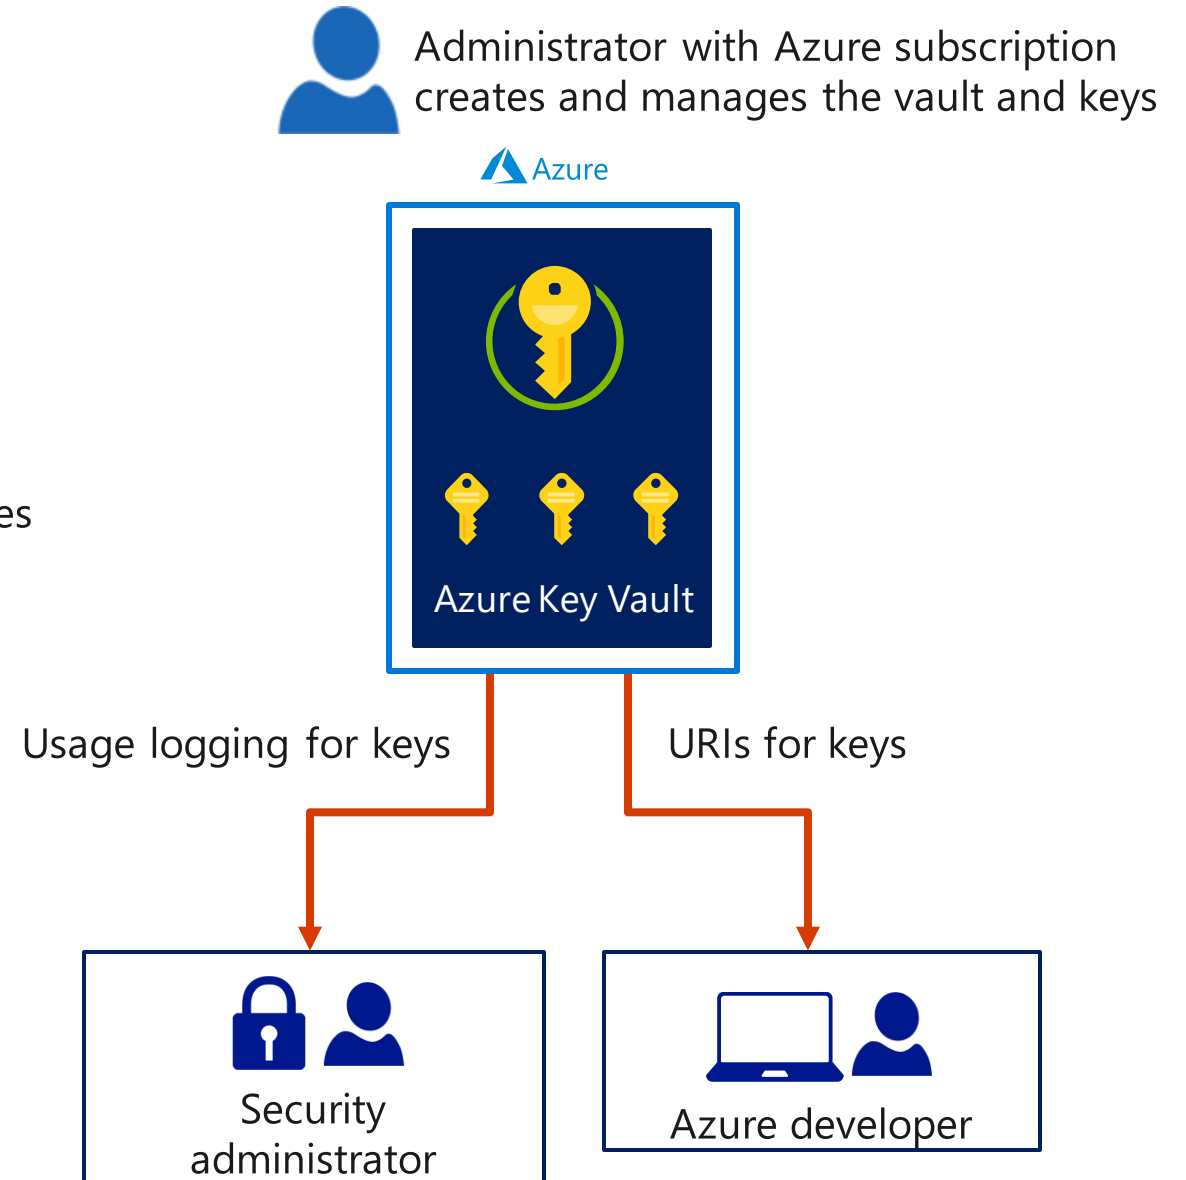 Administrator with Azure subscription
creates and manages the vault and keys
Azure
es
Azure Key Vault
Usage logging for keys
URIs for keys
Security
administrator
Azure developer